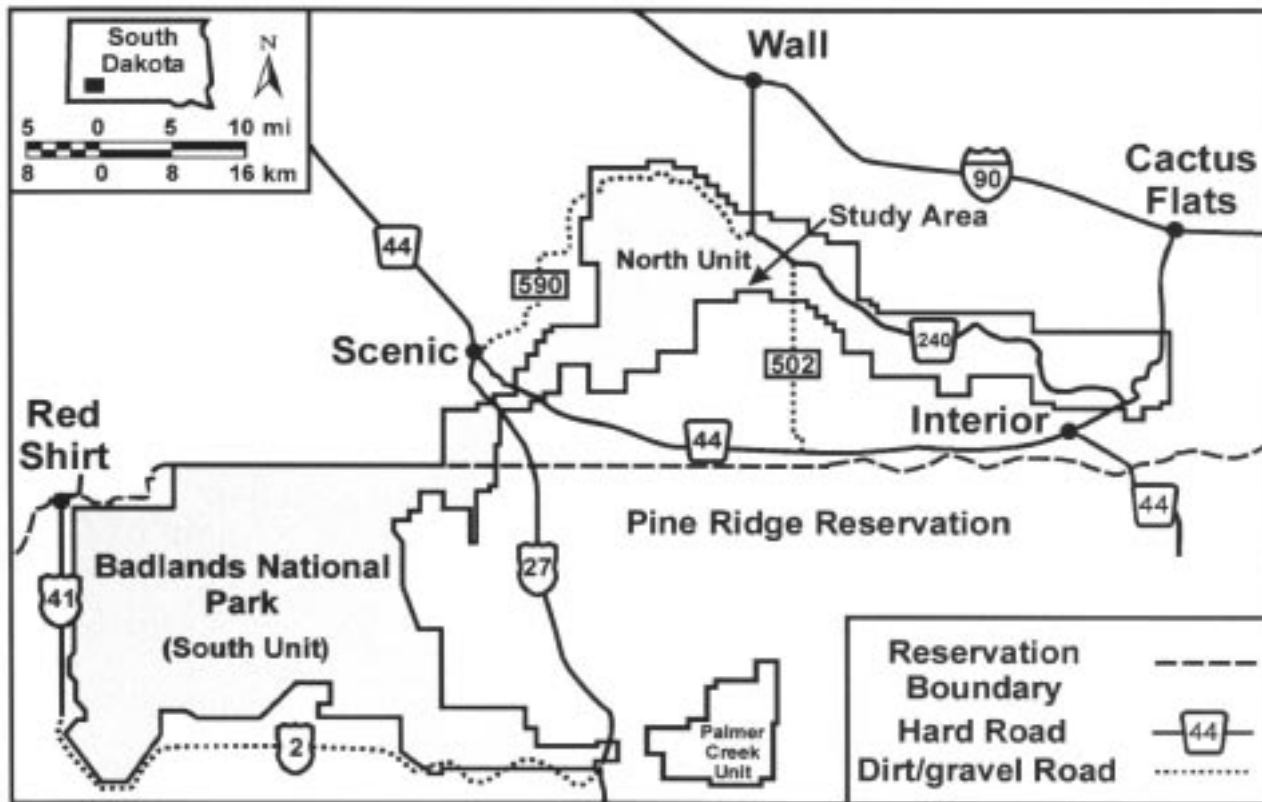 South
Dakota
N
5 0 5 10 mi
8 0 8 16 km
Wall
90
Cactus
Flats
Study Area
44
North Unit
590
240
Scenic
502
Red
Shirt
Interior
44
44
Pine Ridge Reservation
Badlands National
Park
(South Unit)
41
27
2
Palmer
Creek
Unit
Reservation
Boundary
Hard Road
44
Dirt/gravel Road